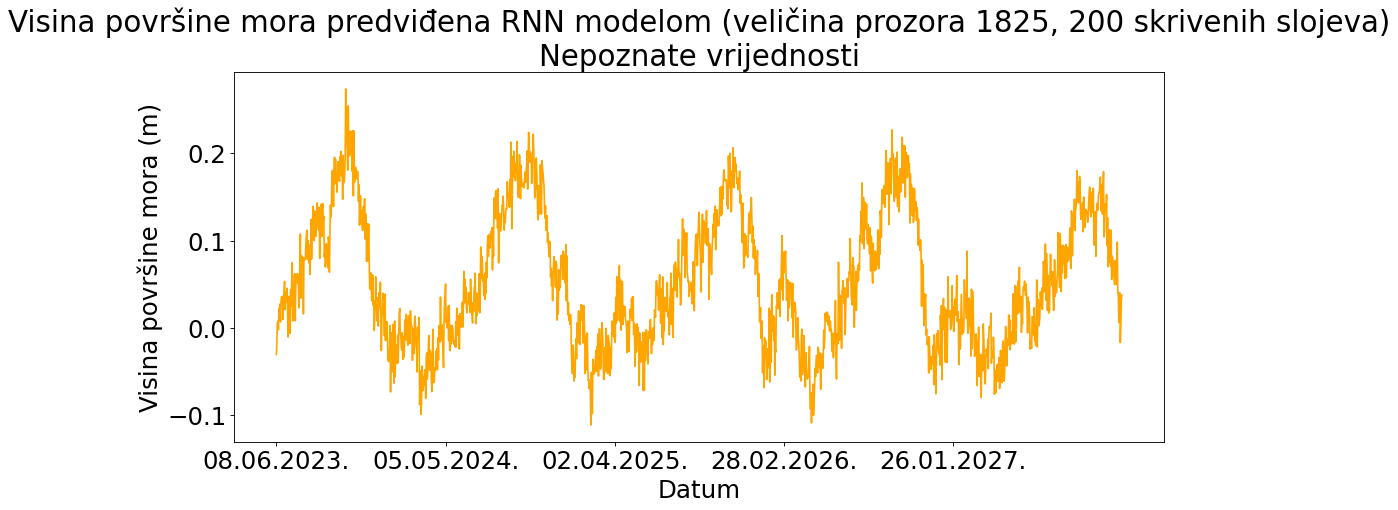 Visina površine mora predviđena RNN modelom (veličina prozora 1825, 200 skrivenih slojeva)
Nepoznate vrijednosti
Visina površine mora (m)
0.2
0.1
0.0
−0.1
08.06.2023. 05.05.2024. 02.04.2025. 28.02.2026. 26.01.2027.
Datum